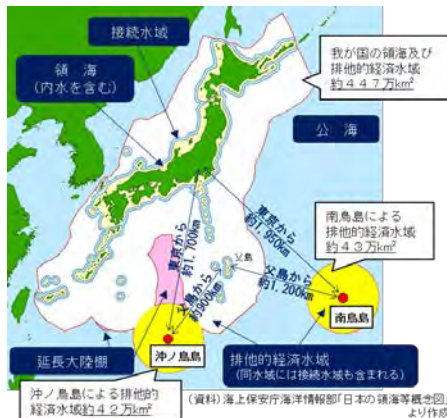 接続水域
領海
(内水を含む)
我が国の領海及び
排他的経済水域
約447万km²
公海
東京から
約1,700km
東京から
約1,950km
南鳥島による
排他的経済水域
約43万km²
父島
父島から
約900km
父島から
約1,200km
南鳥島
延長大陸棚
沖ノ鳥島
排他的経済水域
(同水域には接続水域も含まれる)
沖ノ鳥島による排他的
経済水域約42万km²
(資料)海上保安庁海洋情報部「日本の領海等概念図」
より作成